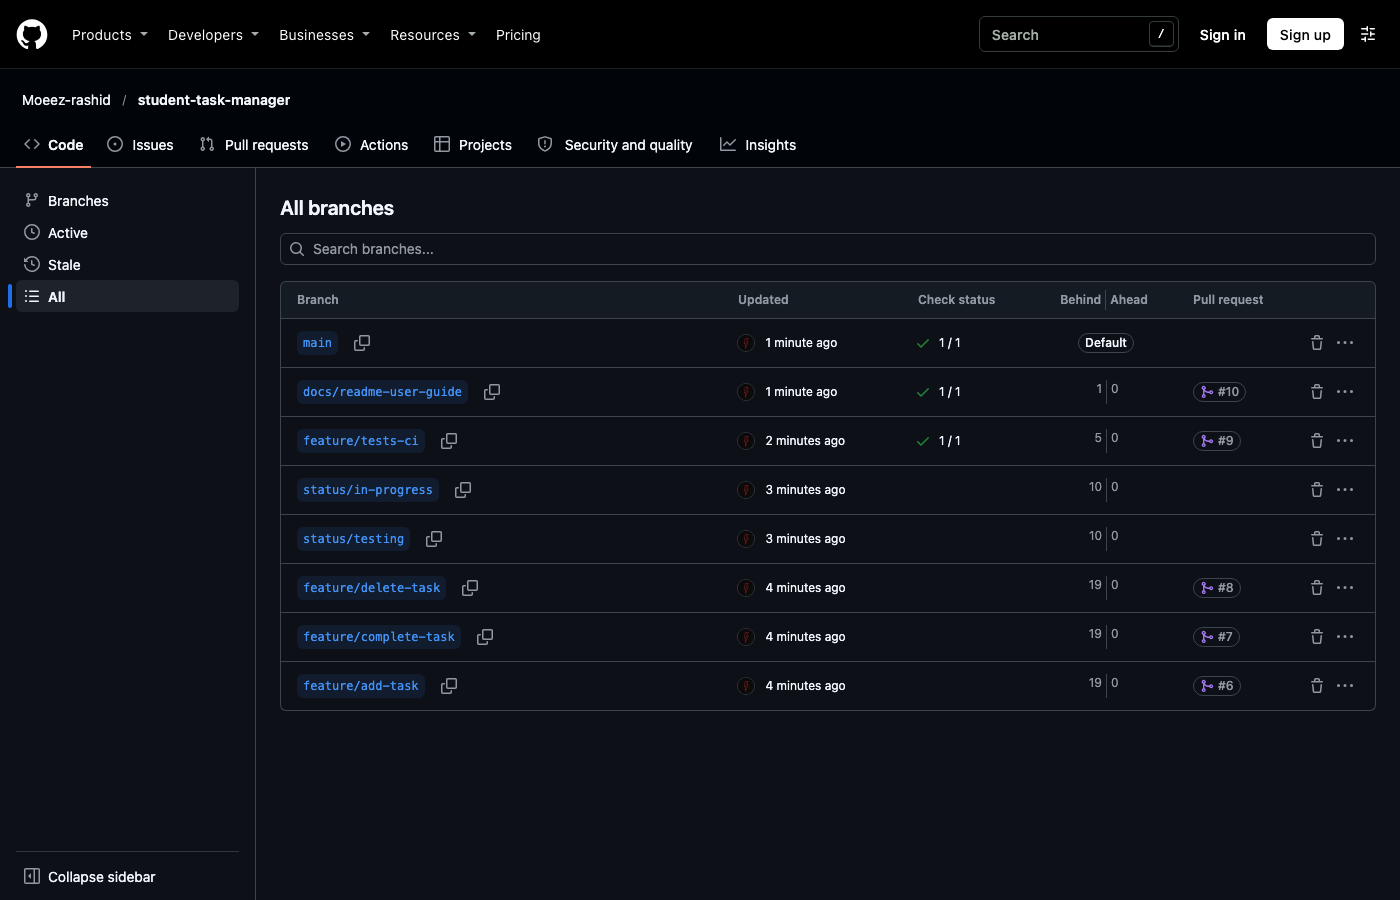 Products Developers Businesses Resources Pricing Search / Sign in Sign up
Moeez-rashid / student-task-manager
Code Issues Pull requests Actions Projects Security and quality Insights
Branches
Active
Stale
All
Collapse sidebar
All branches
Search branches...
Branch Updated Check status Behind Ahead Pull request
main 1 minute ago 1 / 1 Default
docs/readme-user-guide 1 minute ago 1 / 1 1 0 #10
feature/tests-ci 2 minutes ago 1 / 1 5 0 #9
status/in-progress 3 minutes ago 10 0
status/testing 3 minutes ago 10 0
feature/delete-task 4 minutes ago 19 0 #8
feature/complete-task 4 minutes ago 19 0 #7
feature/add-task 4 minutes ago 19 0 #6